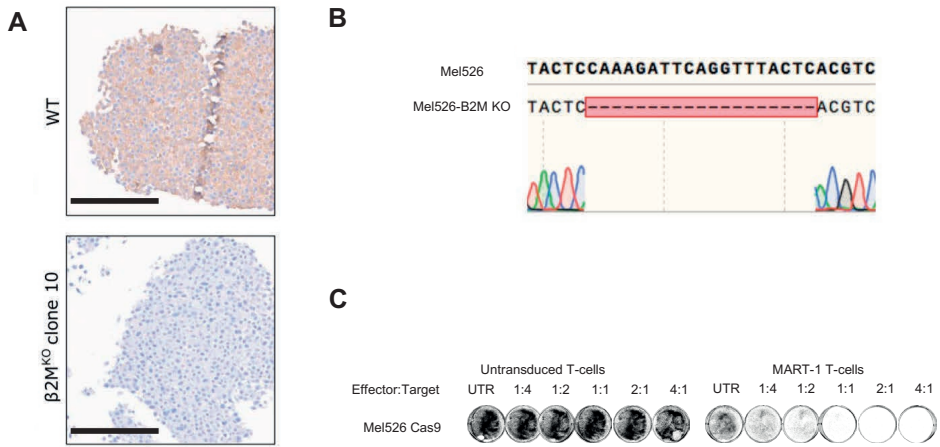 A
WT
β2M^KO clone 10
B
Mel526 TACTCCAAAGATTCAGGTTTACTCACGTC
Mel526-B2M KO TACTC-------------------ACGTC
C
Untransduced T-cells MART-1 T-cells
Effector:Target UTR 1:4 1:2 1:1 2:1 4:1 UTR 1:4 1:2 1:1 2:1 4:1
Mel526 Cas9